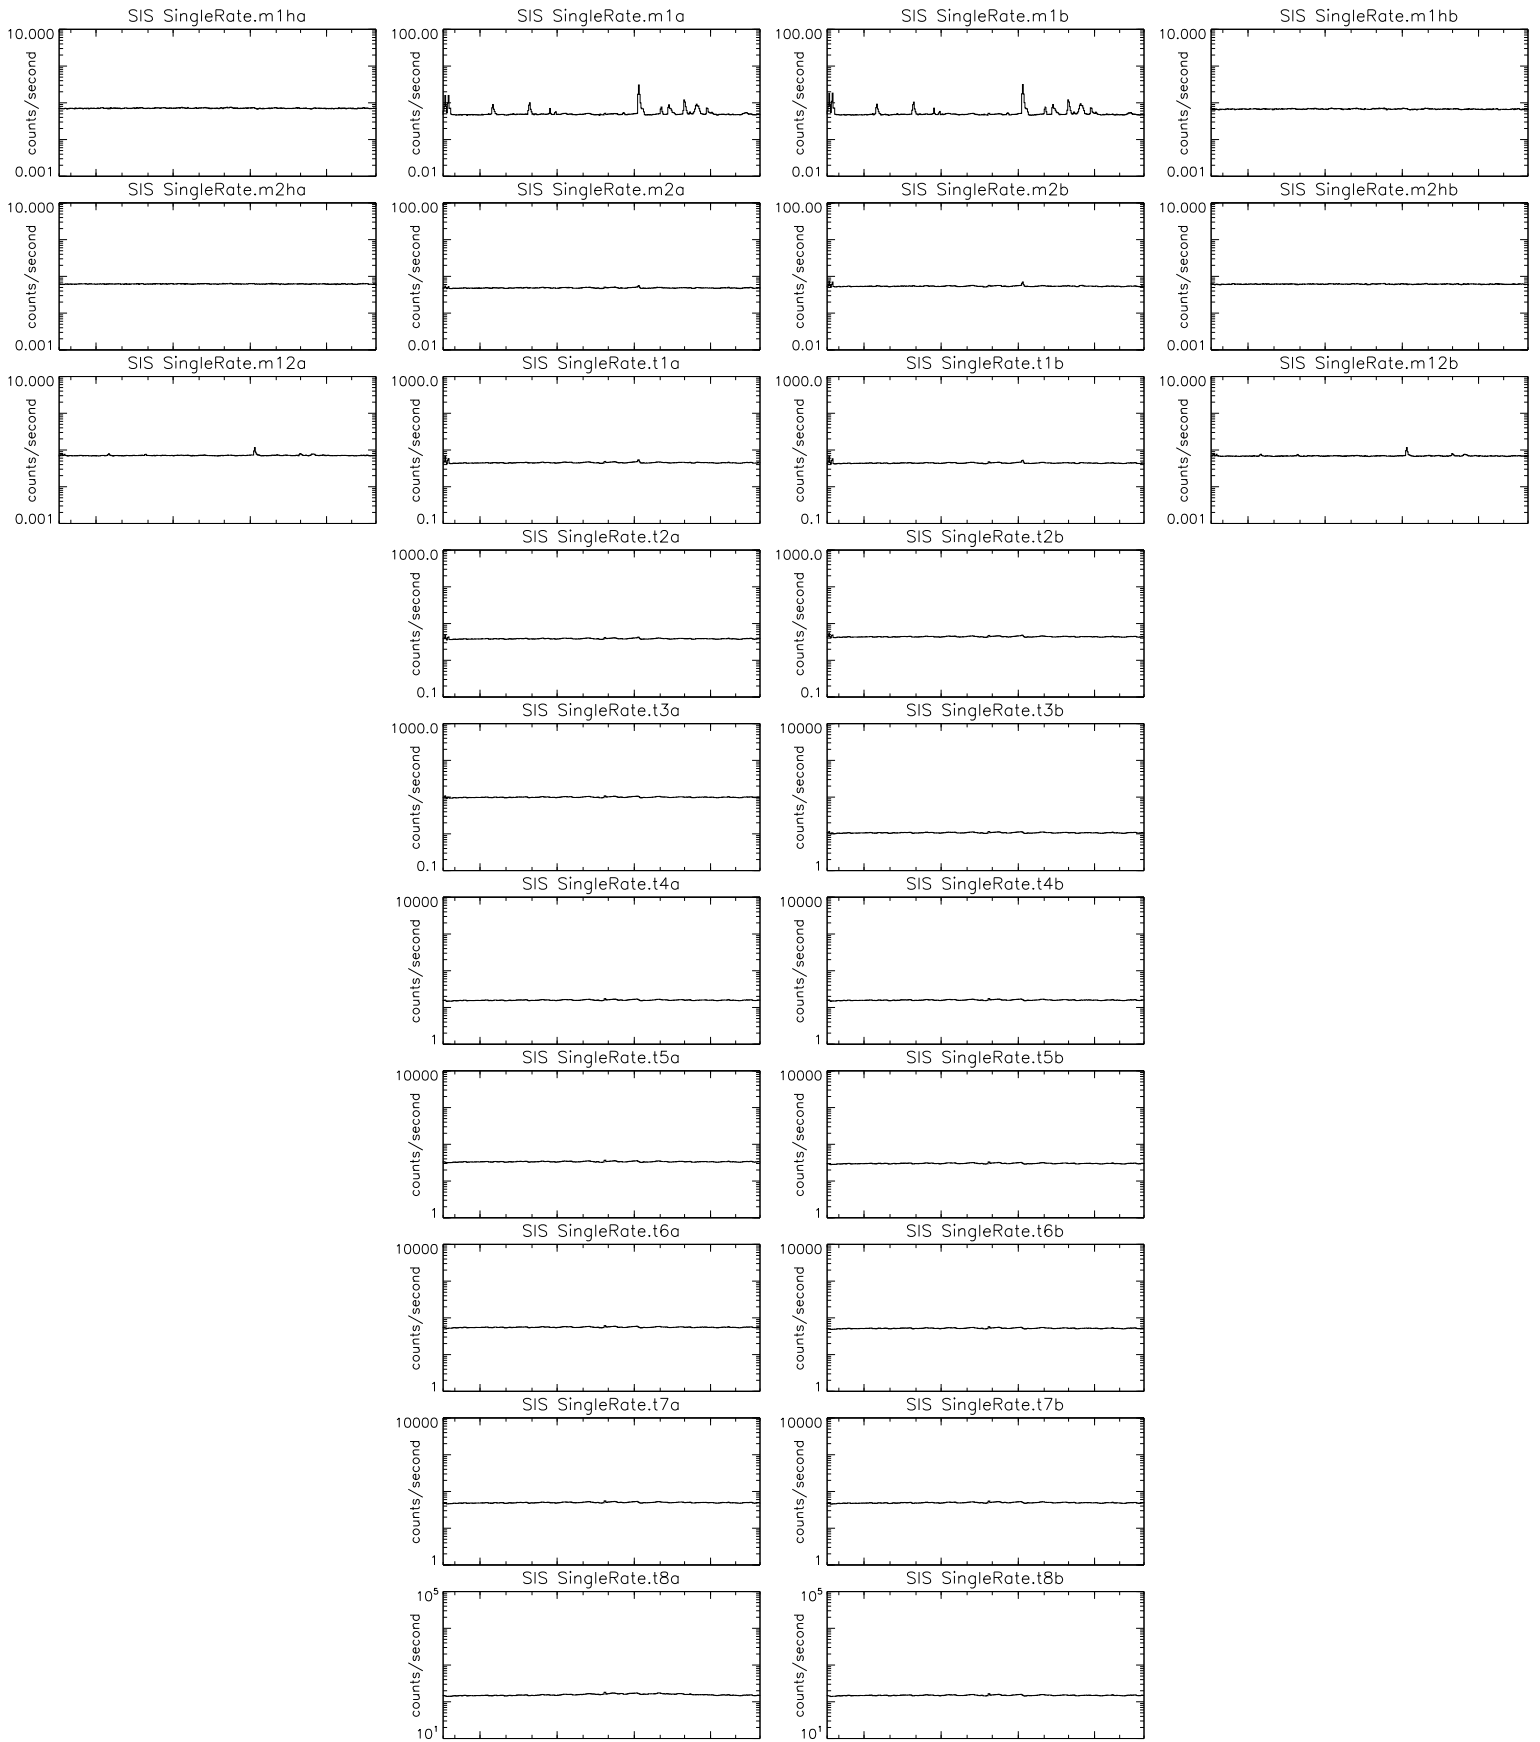 SIS SingleRate.m1ha
10.000
counts/second
0.001
SIS SingleRate.m1a
100.00
counts/second
0.01
SIS SingleRate.m1b
100.00
counts/second
0.01
SIS SingleRate.m1hb
10.000
counts/second
0.001
SIS SingleRate.m2ha
10.000
counts/second
0.001
SIS SingleRate.m2a
100.00
counts/second
0.01
SIS SingleRate.m2b
100.00
counts/second
0.01
SIS SingleRate.m2hb
10.000
counts/second
0.001
SIS SingleRate.m12a
10.000
counts/second
0.001
SIS SingleRate.t1a
1000.0
counts/second
0.1
SIS SingleRate.t1b
1000.0
counts/second
0.1
SIS SingleRate.m12b
10.000
counts/second
0.001
SIS SingleRate.t2a
1000.0
counts/second
0.1
SIS SingleRate.t2b
1000.0
counts/second
0.1
SIS SingleRate.t3a
1000.0
counts/second
0.1
SIS SingleRate.t3b
10000
counts/second
1
SIS SingleRate.t4a
10000
counts/second
1
SIS SingleRate.t4b
10000
counts/second
1
SIS SingleRate.t5a
10000
counts/second
1
SIS SingleRate.t5b
10000
counts/second
1
SIS SingleRate.t6a
10000
counts/second
1
SIS SingleRate.t6b
10000
counts/second
1
SIS SingleRate.t7a
10000
counts/second
1
SIS SingleRate.t7b
10000
counts/second
1
SIS SingleRate.t8a
10⁵
counts/second
10¹
SIS SingleRate.t8b
10⁵
counts/second
10¹